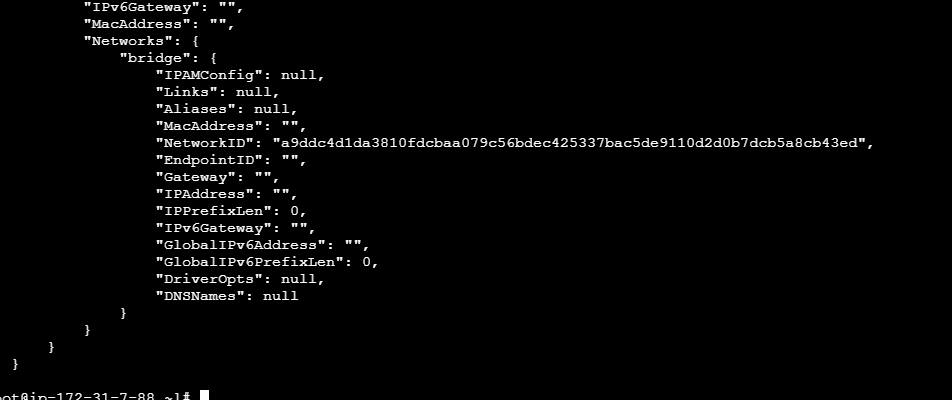 "IPv6Gateway": "",
"MacAddress": "",
"Networks": {
"bridge": {
"IPAMConfig": null,
"Links": null,
"Aliases": null,
"MacAddress": "",
"NetworkID": "a9ddc4d1da3810fdcbaa079c56bdec425337bac5de9110d2d0b7dcb5a8cb43ed",
"EndpointID": "",
"Gateway": "",
"IPAddress": "",
"IPPrefixLen": 0,
"IPv6Gateway": "",
"GlobalIPv6Address": "",
"GlobalIPv6PrefixLen": 0,
"DriverOpts": null,
"DNSNames": null
}
}
}
}
oot@ip-172-31-7-88 ~]#